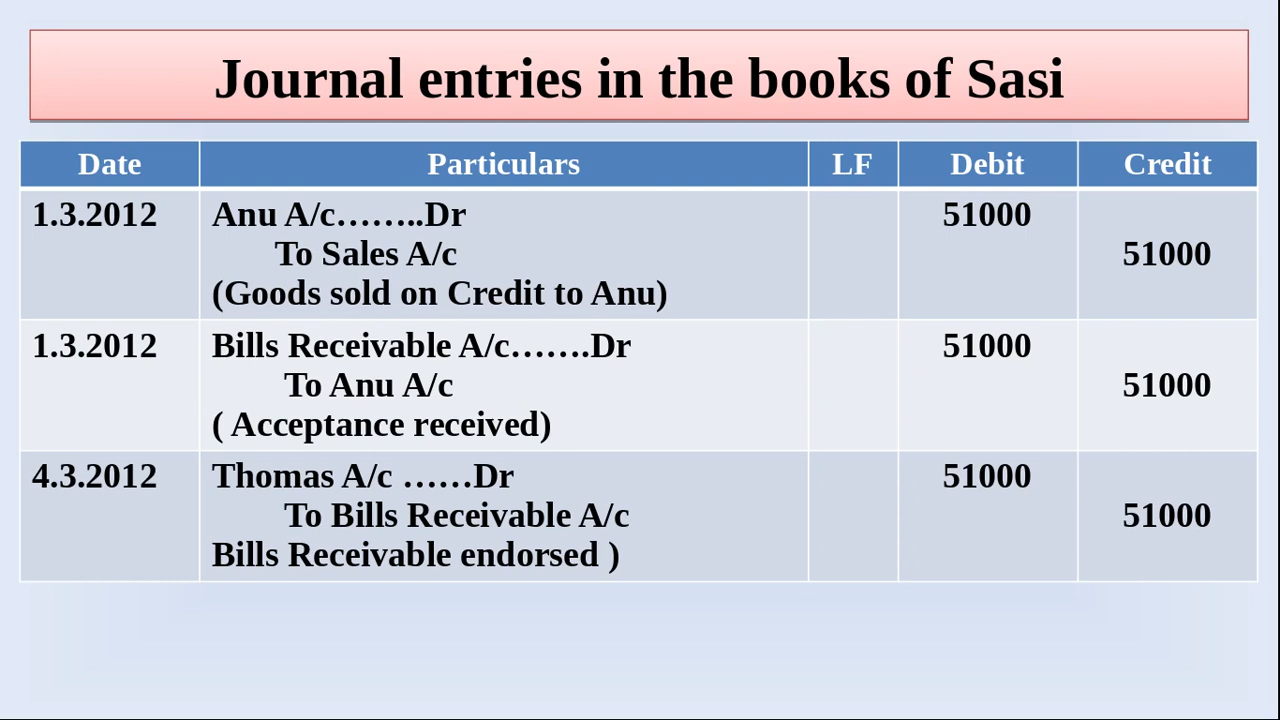 Journal entries in the books of Sasi
Date Particulars LF Debit Credit
1.3.2012 Anu A/c……..Dr 51000
To Sales A/c 51000
(Goods sold on Credit to Anu)
1.3.2012 Bills Receivable A/c…….Dr 51000
To Anu A/c 51000
( Acceptance received)
4.3.2012 Thomas A/c ……Dr 51000
To Bills Receivable A/c 51000
Bills Receivable endorsed )